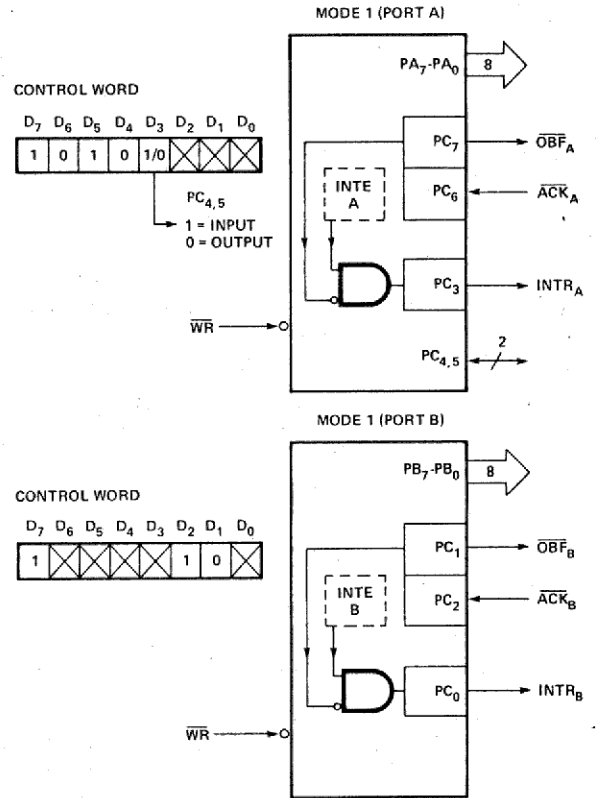 MODE 1 (PORT A)
PA7-PA0
8
CONTROL WORD
D7 D6 D5 D4 D3 D2 D1 D0
1 0 1 0 1/0
PC4,5
1 = INPUT
0 = OUTPUT
PC7
OBFA
INTE
A
PC6
ACKA
PC3
INTRA
WR
PC4,5
2
MODE 1 (PORT B)
PB7-PB0
8
CONTROL WORD
D7 D6 D5 D4 D3 D2 D1 D0
1 1 0
PC1
OBFB
INTE
B
PC2
ACKB
PC0
INTRB
WR